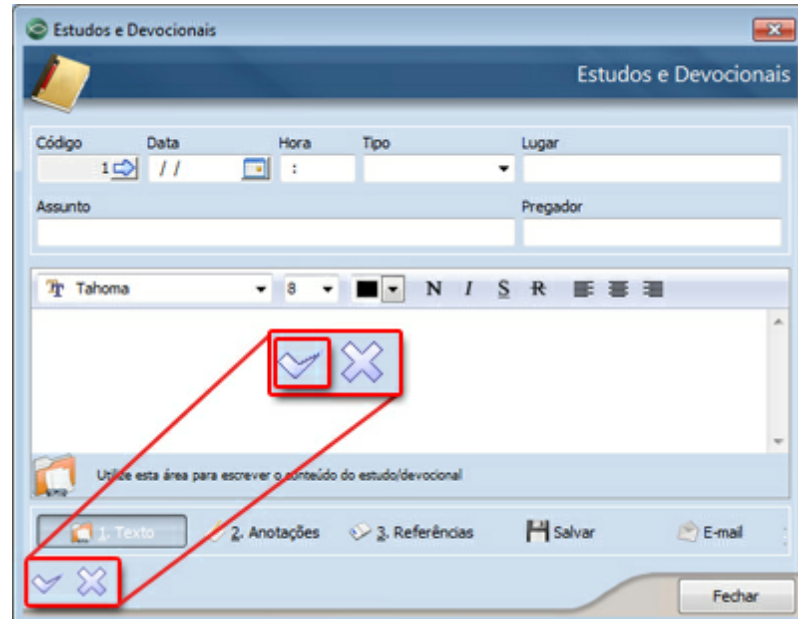 Estudos e Devocionais
Estudos e Devocionais
Código Data Hora Tipo Lugar
1 / / :
Assunto Pregador
Tahoma 8 N I S R
Utilize esta área para escrever o conteúdo do estudo/devocional
1. Texto 2. Anotações 3. Referências Salvar E-mail
Fechar